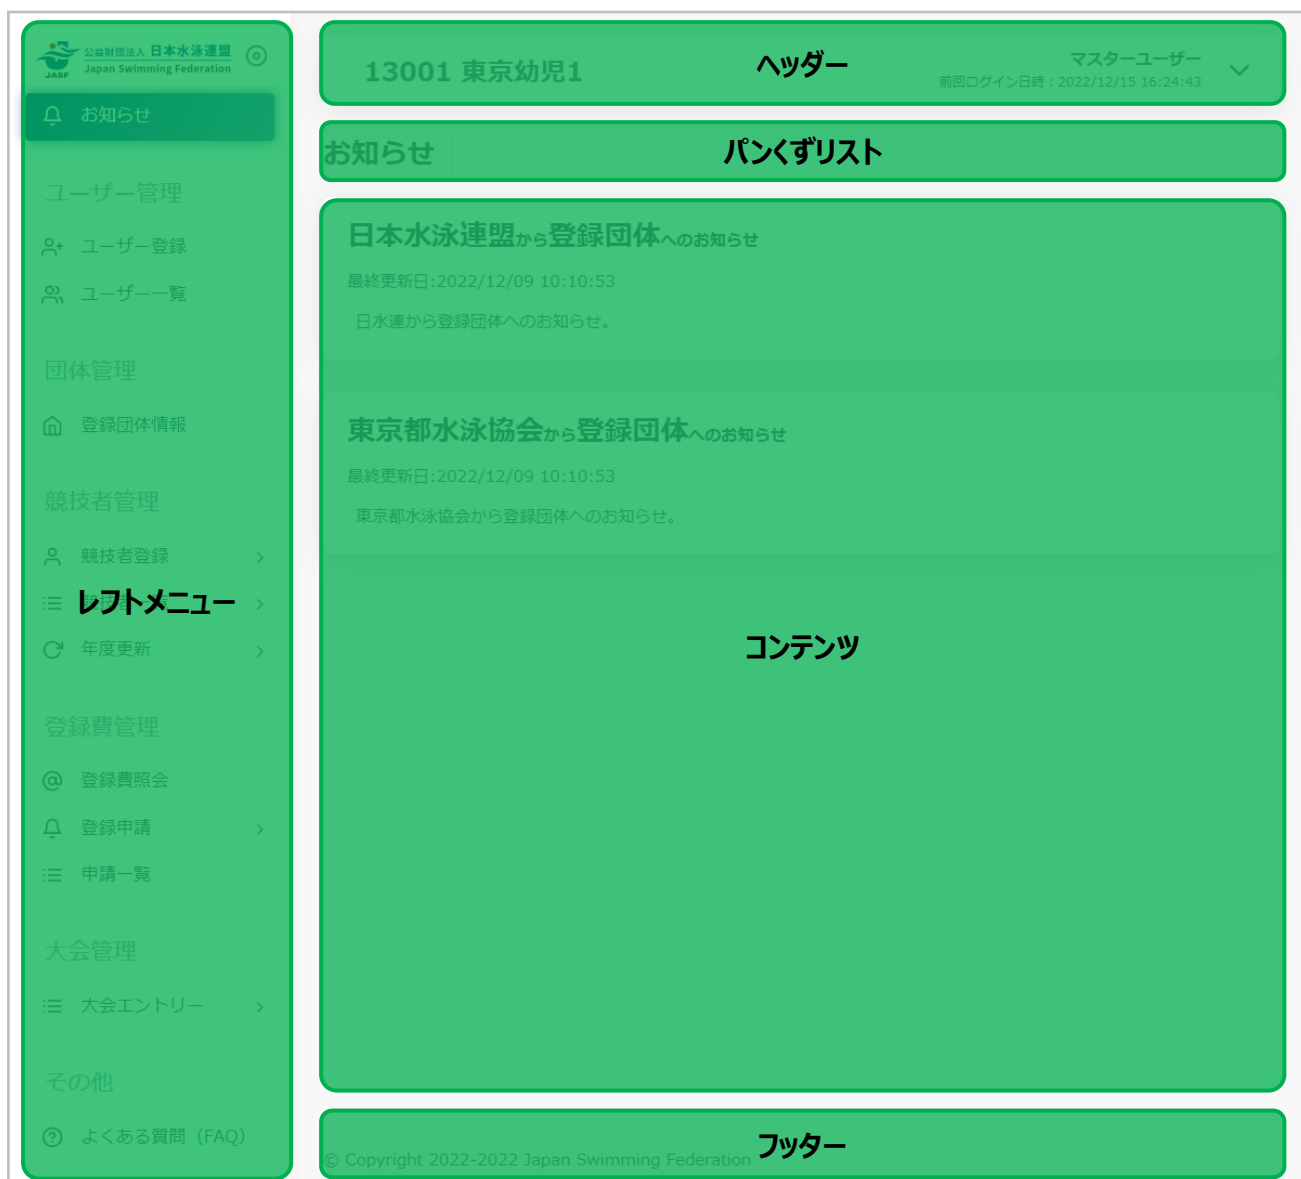 公益財団法人 日本水泳連盟
Japan Swimming Federation
JASF
お知らせ
ユーザー管理
ユーザー登録
ユーザー一覧
団体管理
登録団体情報
競技者管理
競技者登録
レフトメニュー
年度更新
登録費管理
登録費照会
登録申請
申請一覧
大会管理
大会エントリー
その他
よくある質問（FAQ）
13001 東京幼児1
ヘッダー
マスターユーザー
前回ログイン日時：2022/12/15 16:24:43
お知らせ
パンくずリスト
日本水泳連盟から登録団体へのお知らせ
最終更新日:2022/12/09 10:10:53
日水連から登録団体へのお知らせ。
東京都水泳協会から登録団体へのお知らせ
最終更新日:2022/12/09 10:10:53
東京都水泳協会から登録団体へのお知らせ。
コンテンツ
フッター
© Copyright 2022-2022 Japan Swimming Federation